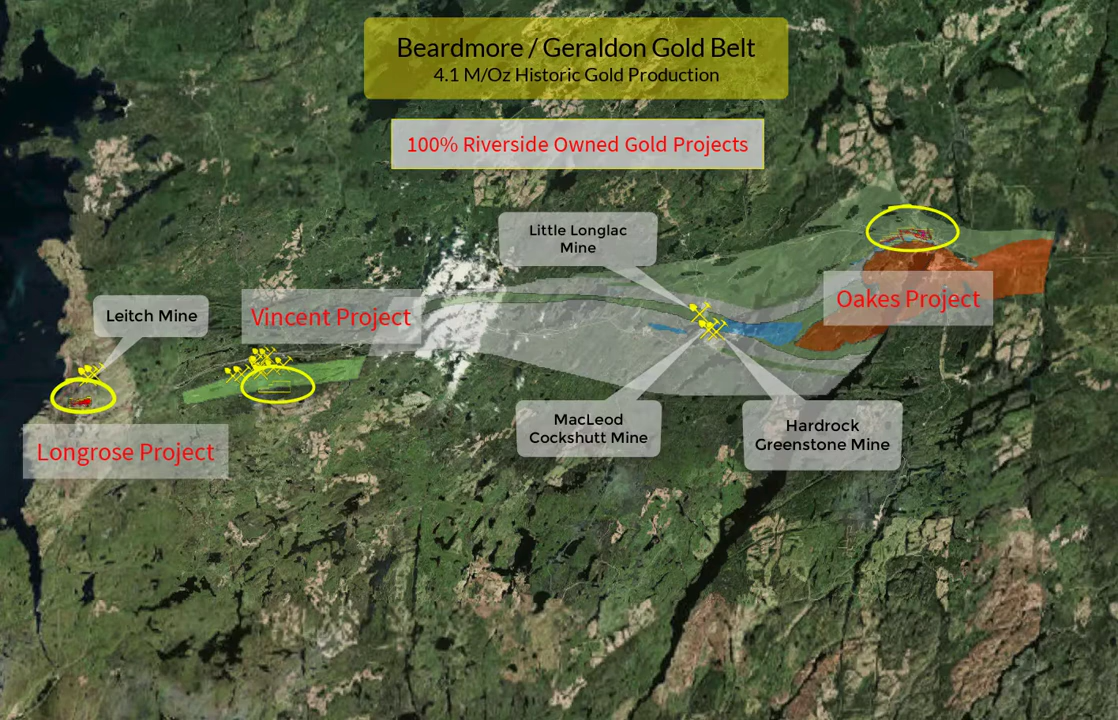 Beardmore / Geraldon Gold Belt
4.1 M/Oz Historic Gold Production
100% Riverside Owned Gold Projects
Little Longlac
Mine
Oakes Project
Leitch Mine
Vincent Project
MacLeod
Cockshutt Mine
Hardrock
Greenstone Mine
Longrose Project